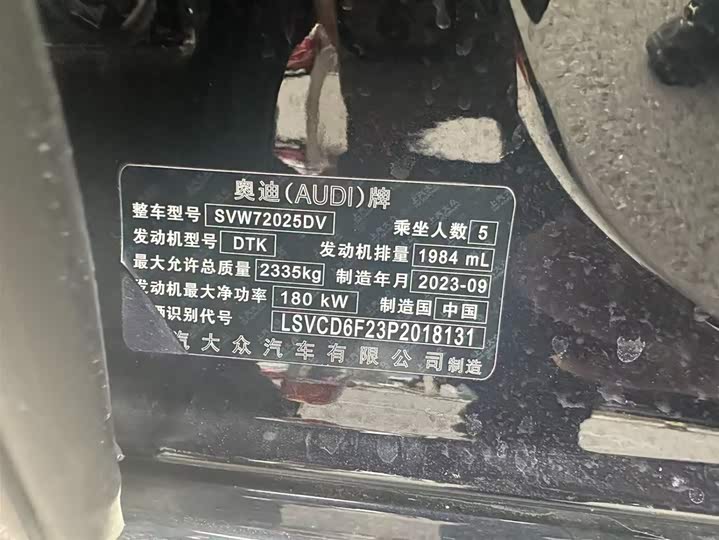 奥迪(AUDI)牌
整车型号 SVW72025DV 乘坐人数 5
发动机型号 DTK 发动机排量 1984 mL
最大允许总质量 2335kg 制造年月 2023-09
发动机最大净功率 180 kW 制造国 中国
辆识别代号 LSVCD6F23P2018131
汽大众汽车有限公司制造